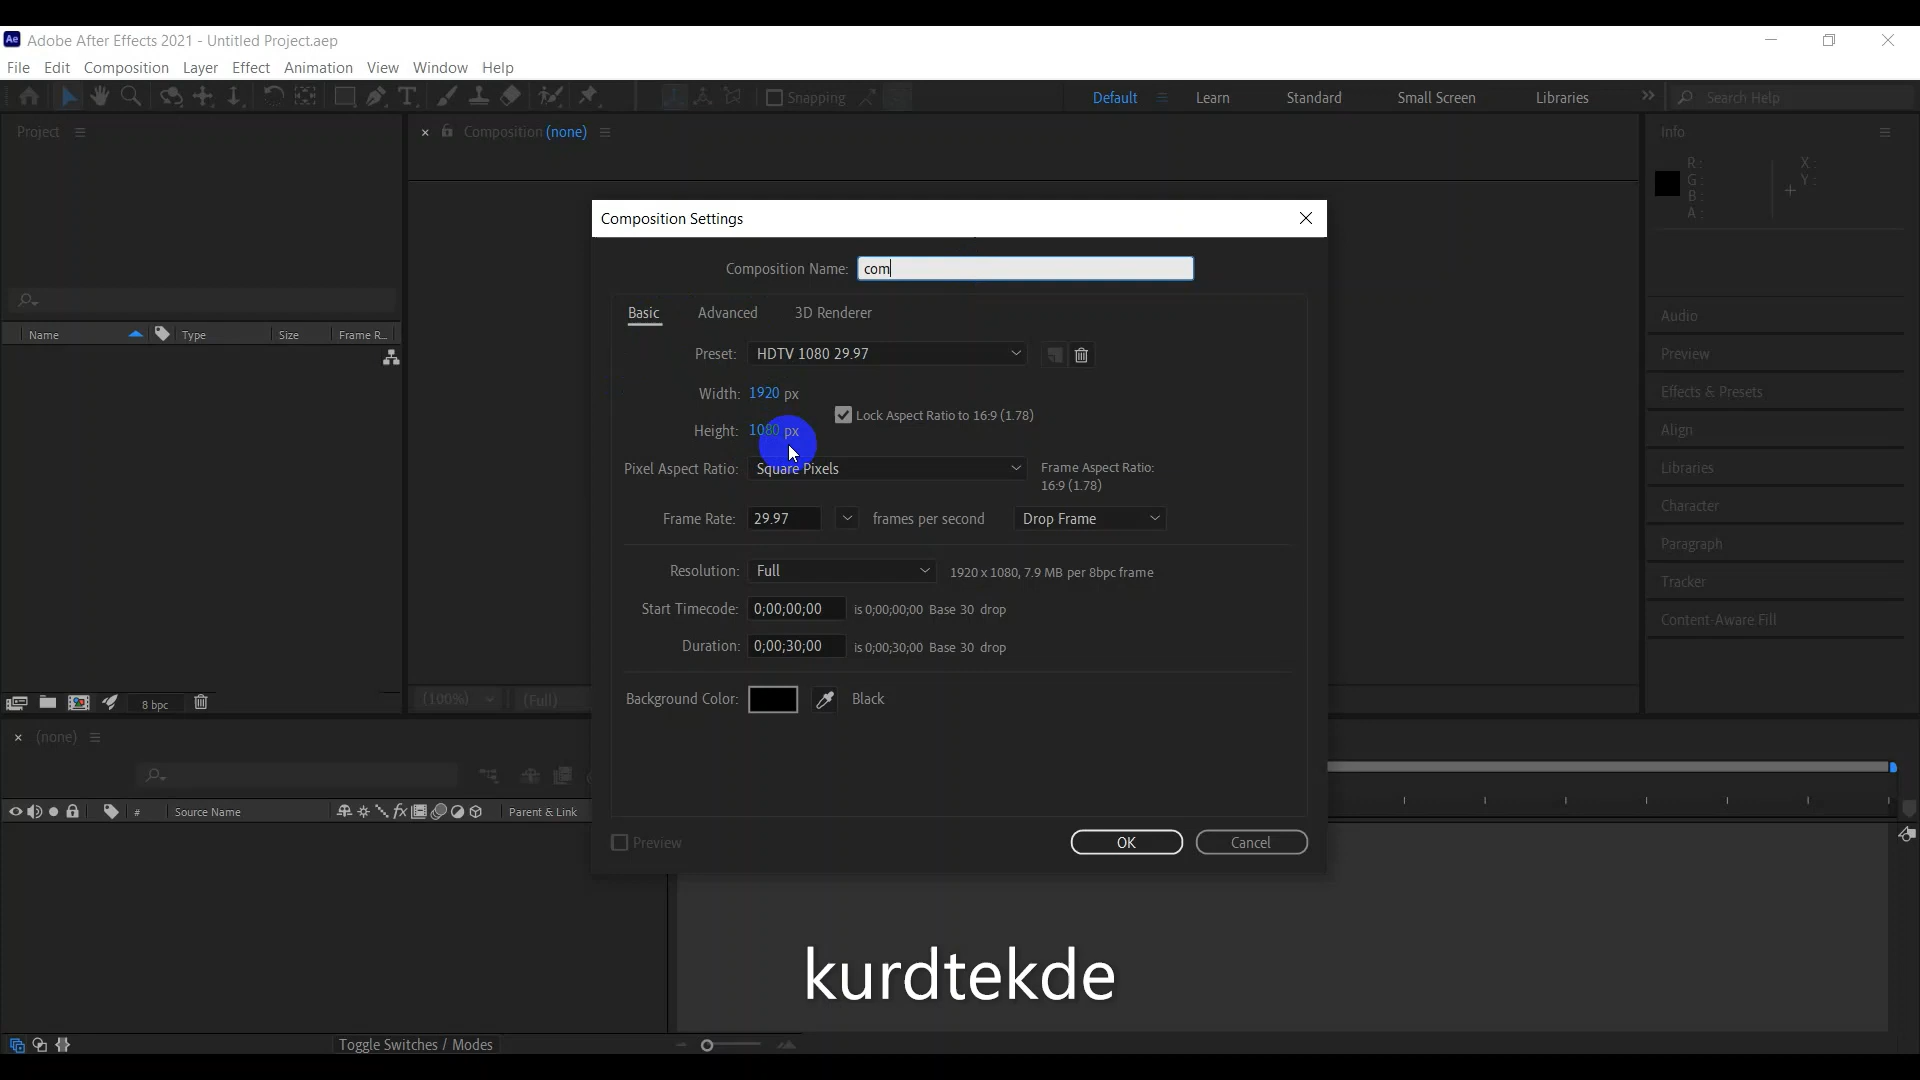 Ae Adobe After Effects 2021 - Untitled Project.aep
File Edit Composition Layer Effect Animation View Window Help
Snapping Default Learn Standard Small Screen Libraries Search Help
Project
Composition (none)
Info
R:
G:
B:
A:
X:
Y:
Name Type Size Frame R...
8 bpc
Composition Settings
Composition Name: com
Basic Advanced 3D Renderer
Preset: HDTV 1080 29.97
Width: 1920 px
Lock Aspect Ratio to 16:9 (1.78)
Height: 1080 px
Pixel Aspect Ratio: Square Pixels
Frame Aspect Ratio:
16:9 (1.78)
Frame Rate: 29.97 frames per second Drop Frame
Resolution: Full 1920 x 1080, 7.9 MB per 8bpc frame
Start Timecode: 0;00;00;00 is 0;00;00;00 Base 30 drop
Duration: 0;00;30;00 is 0;00;30;00 Base 30 drop
Background Color: Black
Preview OK Cancel
Audio
Preview
Effects & Presets
Align
Libraries
Character
Paragraph
Tracker
Content-Aware Fill
(100%) (Full)
(none)
# Source Name fx Parent & Link
kurdtekde
Toggle Switches / Modes